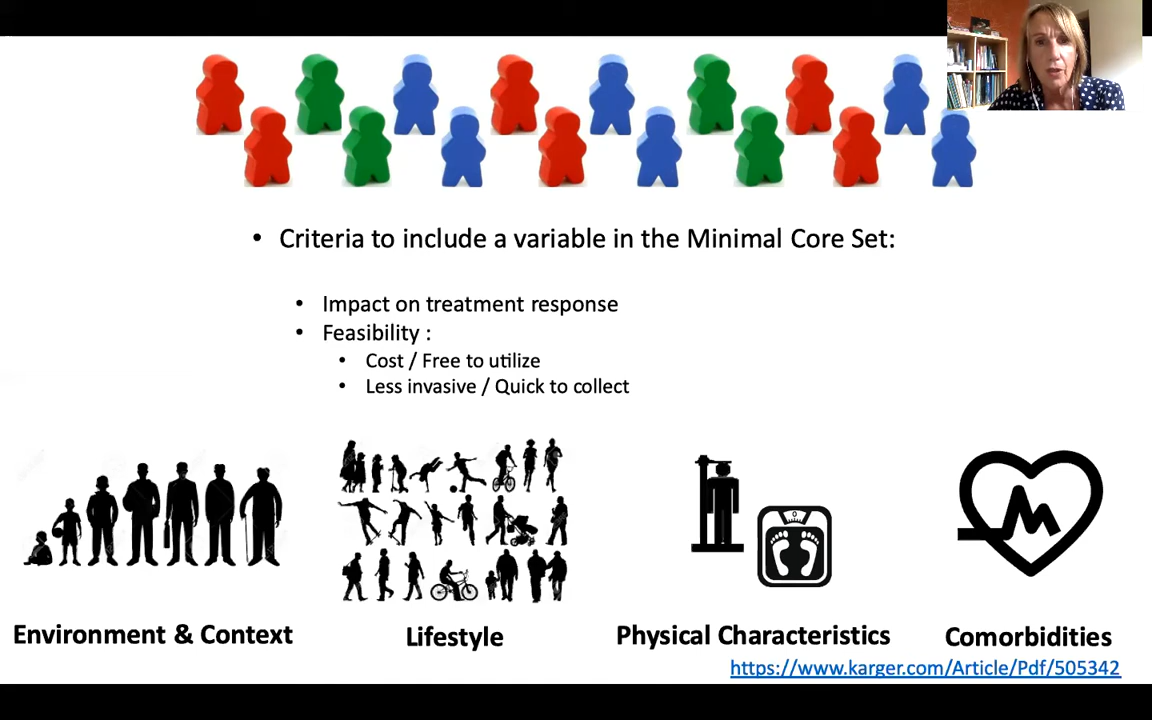 • Criteria to include a variable in the Minimal Core Set:
• Impact on treatment response
• Feasibility :
• Cost / Free to utilize
• Less invasive / Quick to collect
Environment & Context
Lifestyle
Physical Characteristics
Comorbidities
https://www.karger.com/Article/Pdf/505342